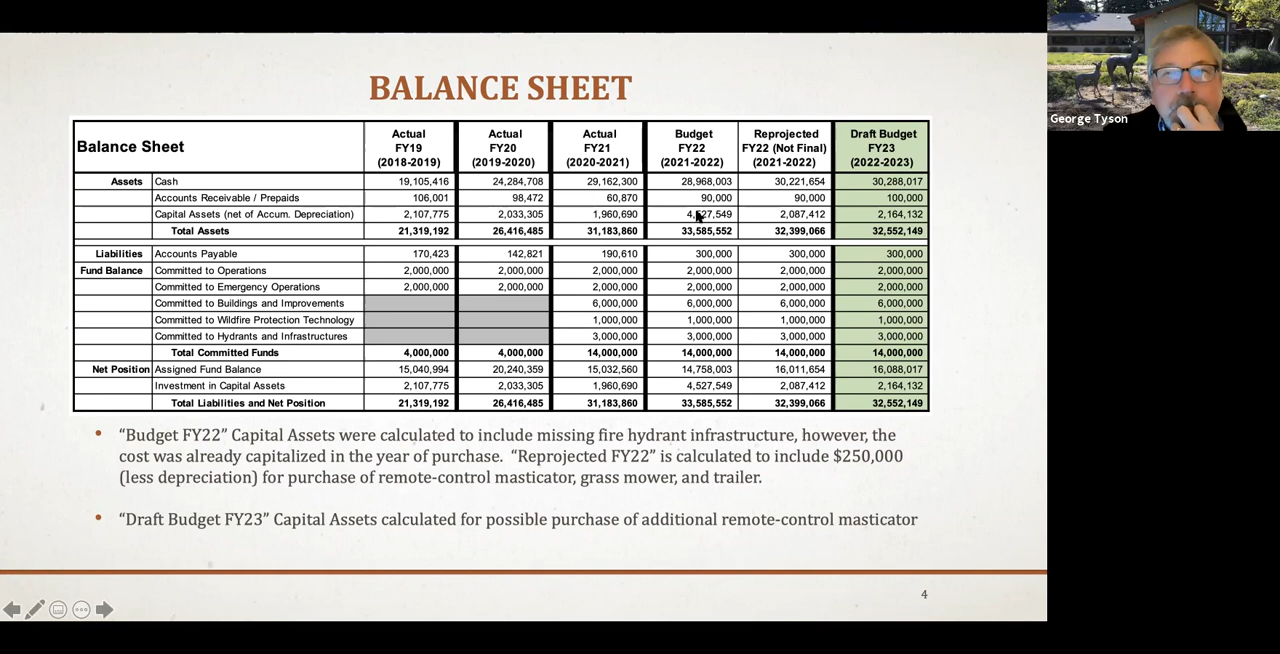 BALANCE SHEET
Balance Sheet | Actual FY19 (2018-2019) | Actual FY20 (2019-2020) | Actual FY21 (2020-2021) | Budget FY22 (2021-2022) | Reprojected FY22 (Not Final) (2021-2022) | Draft Budget FY23 (2022-2023)
Assets | Cash | 19,105,416 | 24,284,708 | 29,162,300 | 28,968,003 | 30,221,654 | 30,288,017
Accounts Receivable / Prepaids | 106,001 | 98,472 | 60,870 | 90,000 | 90,000 | 100,000
Capital Assets (net of Accum. Depreciation) | 2,107,775 | 2,033,305 | 1,960,690 | 4,527,549 | 2,087,412 | 2,164,132
Total Assets | 21,319,192 | 26,416,485 | 31,183,860 | 33,585,552 | 32,399,066 | 32,552,149
Liabilities | Accounts Payable | 170,423 | 142,821 | 190,610 | 300,000 | 300,000 | 300,000
Fund Balance | Committed to Operations | 2,000,000 | 2,000,000 | 2,000,000 | 2,000,000 | 2,000,000 | 2,000,000
Committed to Emergency Operations | 2,000,000 | 2,000,000 | 2,000,000 | 2,000,000 | 2,000,000 | 2,000,000
Committed to Buildings and Improvements | 6,000,000 | 6,000,000 | 6,000,000 | 6,000,000
Committed to Wildfire Protection Technology | 1,000,000 | 1,000,000 | 1,000,000 | 1,000,000
Committed to Hydrants and Infrastructures | 3,000,000 | 3,000,000 | 3,000,000 | 3,000,000
Total Committed Funds | 4,000,000 | 4,000,000 | 14,000,000 | 14,000,000 | 14,000,000 | 14,000,000
Net Position | Assigned Fund Balance | 15,040,994 | 20,240,359 | 15,032,560 | 14,758,003 | 16,011,654 | 16,088,017
Investment in Capital Assets | 2,107,775 | 2,033,305 | 1,960,690 | 4,527,549 | 2,087,412 | 2,164,132
Total Liabilities and Net Position | 21,319,192 | 26,416,485 | 31,183,860 | 33,585,552 | 32,399,066 | 32,552,149
• “Budget FY22” Capital Assets were calculated to include missing fire hydrant infrastructure, however, the
cost was already capitalized in the year of purchase. “Reprojected FY22” is calculated to include $250,000
(less depreciation) for purchase of remote-control masticator, grass mower, and trailer.
• “Draft Budget FY23” Capital Assets calculated for possible purchase of additional remote-control masticator
4
George Tyson